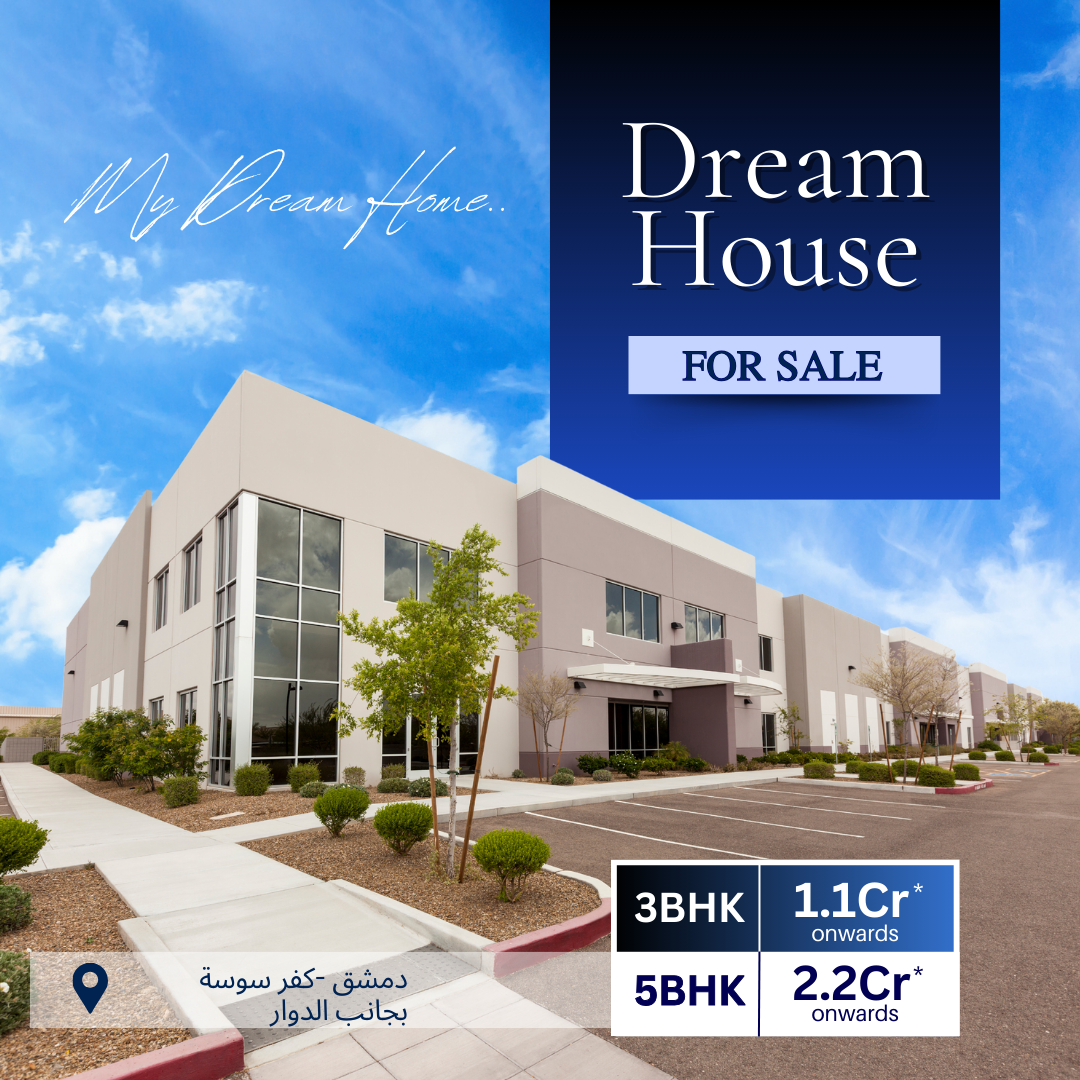 My Dream Home..
Dream
House
FOR SALE
3BHK 1.1Cr*
onwards
5BHK 2.2Cr*
onwards
دمشق -كفر سوسة
بجانب الدوار